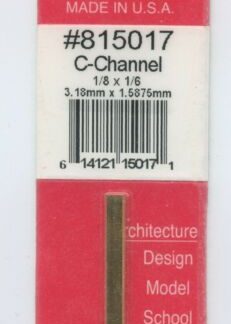 MADE IN U.S.A.
#815017
C-Channel
1/8 x 1/6
3.18mm x 1.5875mm
6 14121 15017 1
rchitecture
Design
Model
School